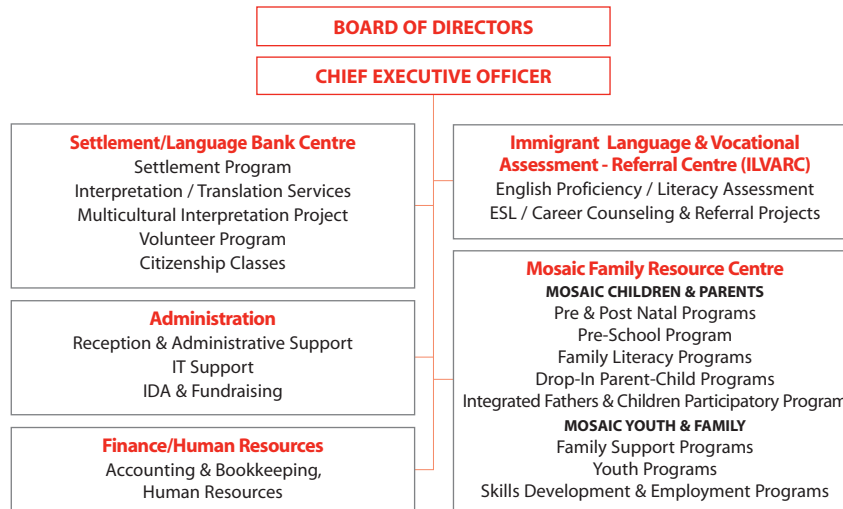 BOARD OF DIRECTORS
CHIEF EXECUTIVE OFFICER
Settlement/Language Bank Centre
Settlement Program
Interpretation / Translation Services
Multicultural Interpretation Project
Volunteer Program
Citizenship Classes
Administration
Reception & Administrative Support
IT Support
IDA & Fundraising
Finance/Human Resources
Accounting & Bookkeeping,
Human Resources
Immigrant Language & Vocational
Assessment - Referral Centre (ILVARC)
English Proficiency / Literacy Assessment
ESL / Career Counseling & Referral Projects
Mosaic Family Resource Centre
MOSAIC CHILDREN & PARENTS
Pre & Post Natal Programs
Pre-School Program
Family Literacy Programs
Drop-In Parent-Child Programs
Integrated Fathers & Children Participatory Program
MOSAIC YOUTH & FAMILY
Family Support Programs
Youth Programs
Skills Development & Employment Programs